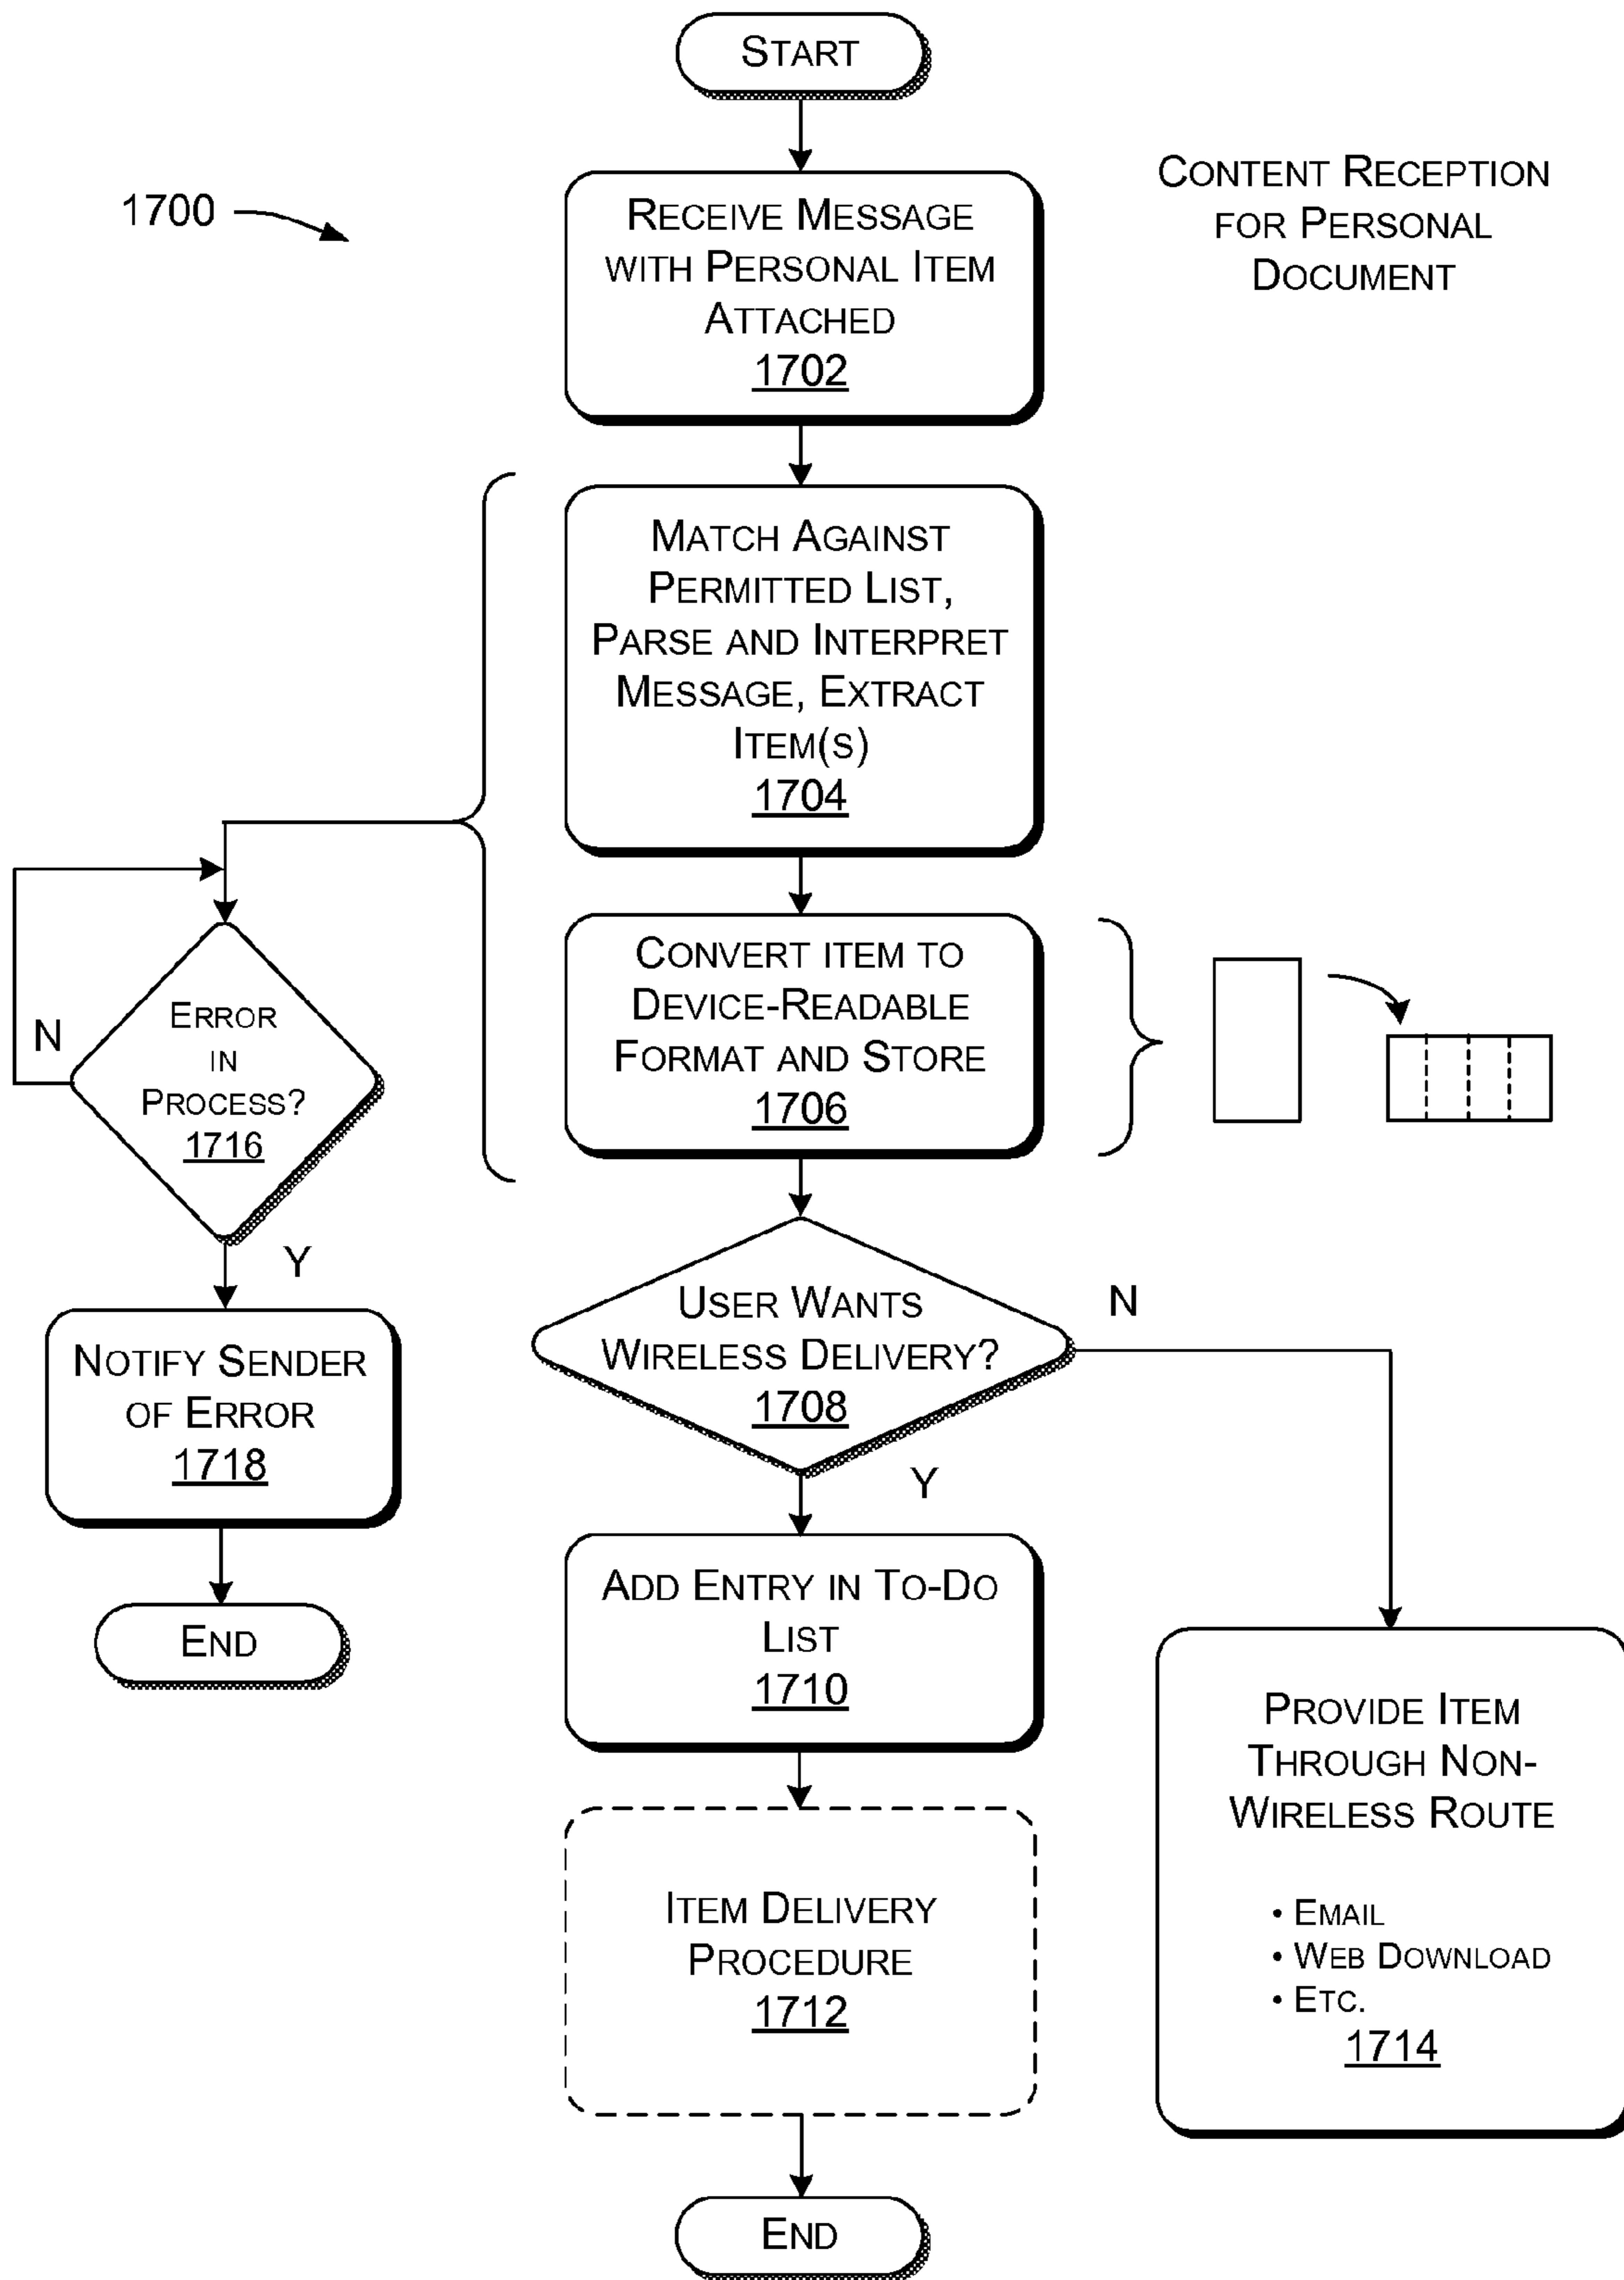 START
1700
CONTENT RECEPTION
FOR PERSONAL
DOCUMENT
RECEIVE MESSAGE
WITH PERSONAL ITEM
ATTACHED
1702
MATCH AGAINST
PERMITTED LIST,
PARSE AND INTERPRET
MESSAGE, EXTRACT
ITEM(S)
1704
CONVERT ITEM TO
DEVICE-READABLE
FORMAT AND STORE
1706
N
ERROR
IN
PROCESS?
1716
Y
NOTIFY SENDER
OF ERROR
1718
END
USER WANTS
WIRELESS DELIVERY?
1708
N
Y
ADD ENTRY IN TO-DO
LIST
1710
ITEM DELIVERY
PROCEDURE
1712
END
PROVIDE ITEM
THROUGH NON-
WIRELESS ROUTE
• EMAIL
• WEB DOWNLOAD
• ETC.
1714